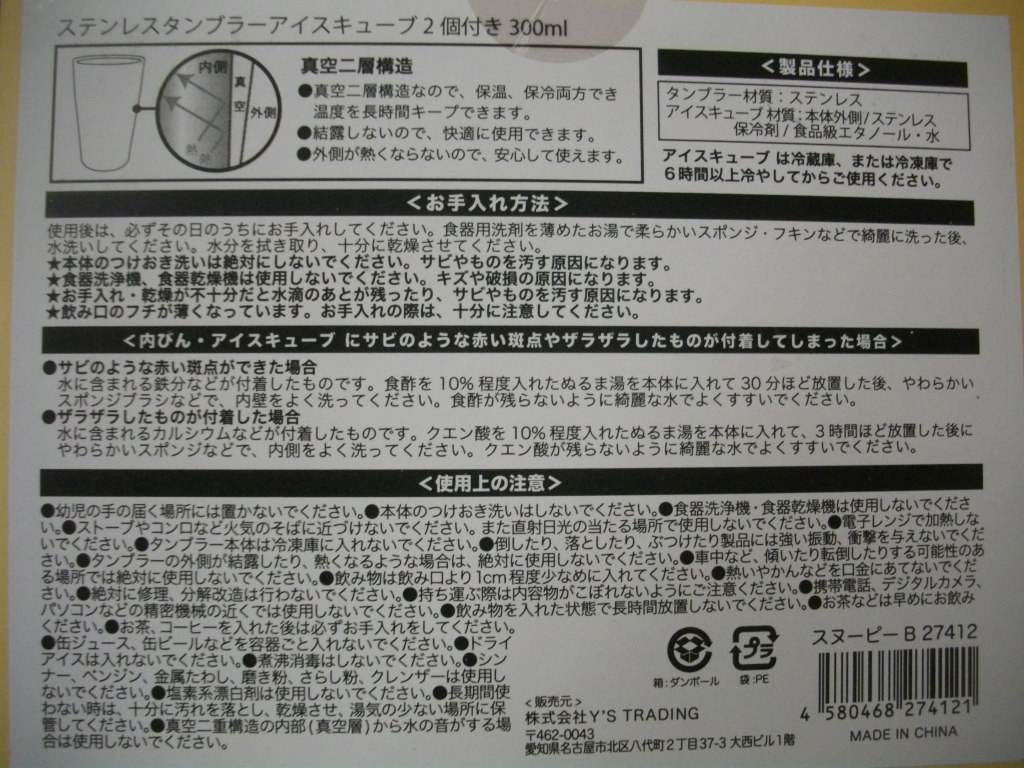 ステンレスタンブラーアイスキューブ2個付き 300ml
内側
真空
外側
熱
熱
真空二層構造
●真空二層構造なので、保温、保冷両方でき
温度を長時間キープできます。
●結露しないので、快適に使用できます。
●外側が熱くならないので、安心して使えます。
<製品仕様>
タンブラー材質：ステンレス
アイスキューブ材質：本体外側/ステンレス
保冷剤/食品級エタノール・水
アイスキューブ は冷蔵庫、または冷凍庫で
6時間以上冷やしてからご使用ください。
<お手入れ方法>
使用後は、必ずその日のうちにお手入れしてください。食器用洗剤を薄めたお湯で柔らかいスポンジ・フキンなどで綺麗に洗った後、
水洗いしてください。水分を拭き取り、十分に乾燥させてください。
★本体のつけおき洗いは絶対にしないでください。サビやものを汚す原因になります。
★食器洗浄機、食器乾燥機は使用しないでください。キズや破損の原因になります。
★お手入れ・乾燥が不十分だと水滴のあとが残ったり、サビやものを汚す原因になります。
★飲み口のフチが薄くなっています。お手入れの際は、十分に注意してください。
<内びん・アイスキューブ にサビのような赤い斑点やザラザラしたものが付着してしまった場合>
●サビのような赤い斑点ができた場合
水に含まれる鉄分などが付着したものです。食酢を10%程度入れたぬるま湯を本体に入れて30分ほど放置した後、やわらかい
スポンジブラシなどで、内壁をよく洗ってください。食酢が残らないように綺麗な水でよくすすいでください。
●ザラザラしたものが付着した場合
水に含まれるカルシウムなどが付着したものです。クエン酸を10%程度入れたぬるま湯を本体に入れて、3時間ほど放置した後に
やわらかいスポンジなどで、内側をよく洗ってください。クエン酸が残らないように綺麗な水でよくすすいでください。
<使用上の注意>
●幼児の手の届く場所には置かないでください。●本体のつけおき洗いはしないでください。●食器洗浄機・食器乾燥機は使用しないでくださ
い。●ストーブやコンロなど火気のそばに近づけないでください。また直射日光の当たる場所で使用しないでください。●電子レンジで加熱しな
いでください。●タンブラー本体は冷凍庫に入れないでください。●倒したり、落としたり、ぶつけたり製品には強い振動、衝撃を与えないでくだ
さい。●タンブラーの外側が結露したり、熱くなるような場合は、絶対に使用しないでください。●車中など、傾いたり転倒したりする可能性のあ
る場所では絶対に使用しないでください。●飲み物は飲み口より1cm程度少なめに入れてください。●熱いやかんなどを口金にあてないでくだ
さい。●絶対に修理、分解改造は行わないでください。●持ち運ぶ際は内容物がこぼれないようにご注意ください。●携帯電話、デジタルカメラ、
パソコンなどの精密機械の近くでは使用しないでください。●飲み物を入れた状態で長時間放置しないでください。●お茶などは早めにお飲み
ください。●お茶、コーヒーを入れた後は必ずお手入れをしてください。
●缶ジュース、缶ビールなどを容器ごと入れないでください。●ドライ
アイスは入れないでください。●煮沸消毒はしないでください。●シン
ナー、ベンジン、金属たわし、磨き粉、さらし粉、クレンザーは使用し
ないでください。●塩素系漂白剤は使用しないでください。●長期間使
わない時は、十分に汚れを落とし、乾燥させ、湯気の少ない場所に保
管してください。●真空二重構造の内部(真空層)から水の音がする場
合は使用しないでください。
プラ
箱：ダンボール
袋：PE
<販売元>
株式会社Y'S TRADING
〒462-0043
愛知県名古屋市北区八代町2丁目37-3 大西ビル1階
スヌーピーB 27412
4 580468 274121
MADE IN CHINA